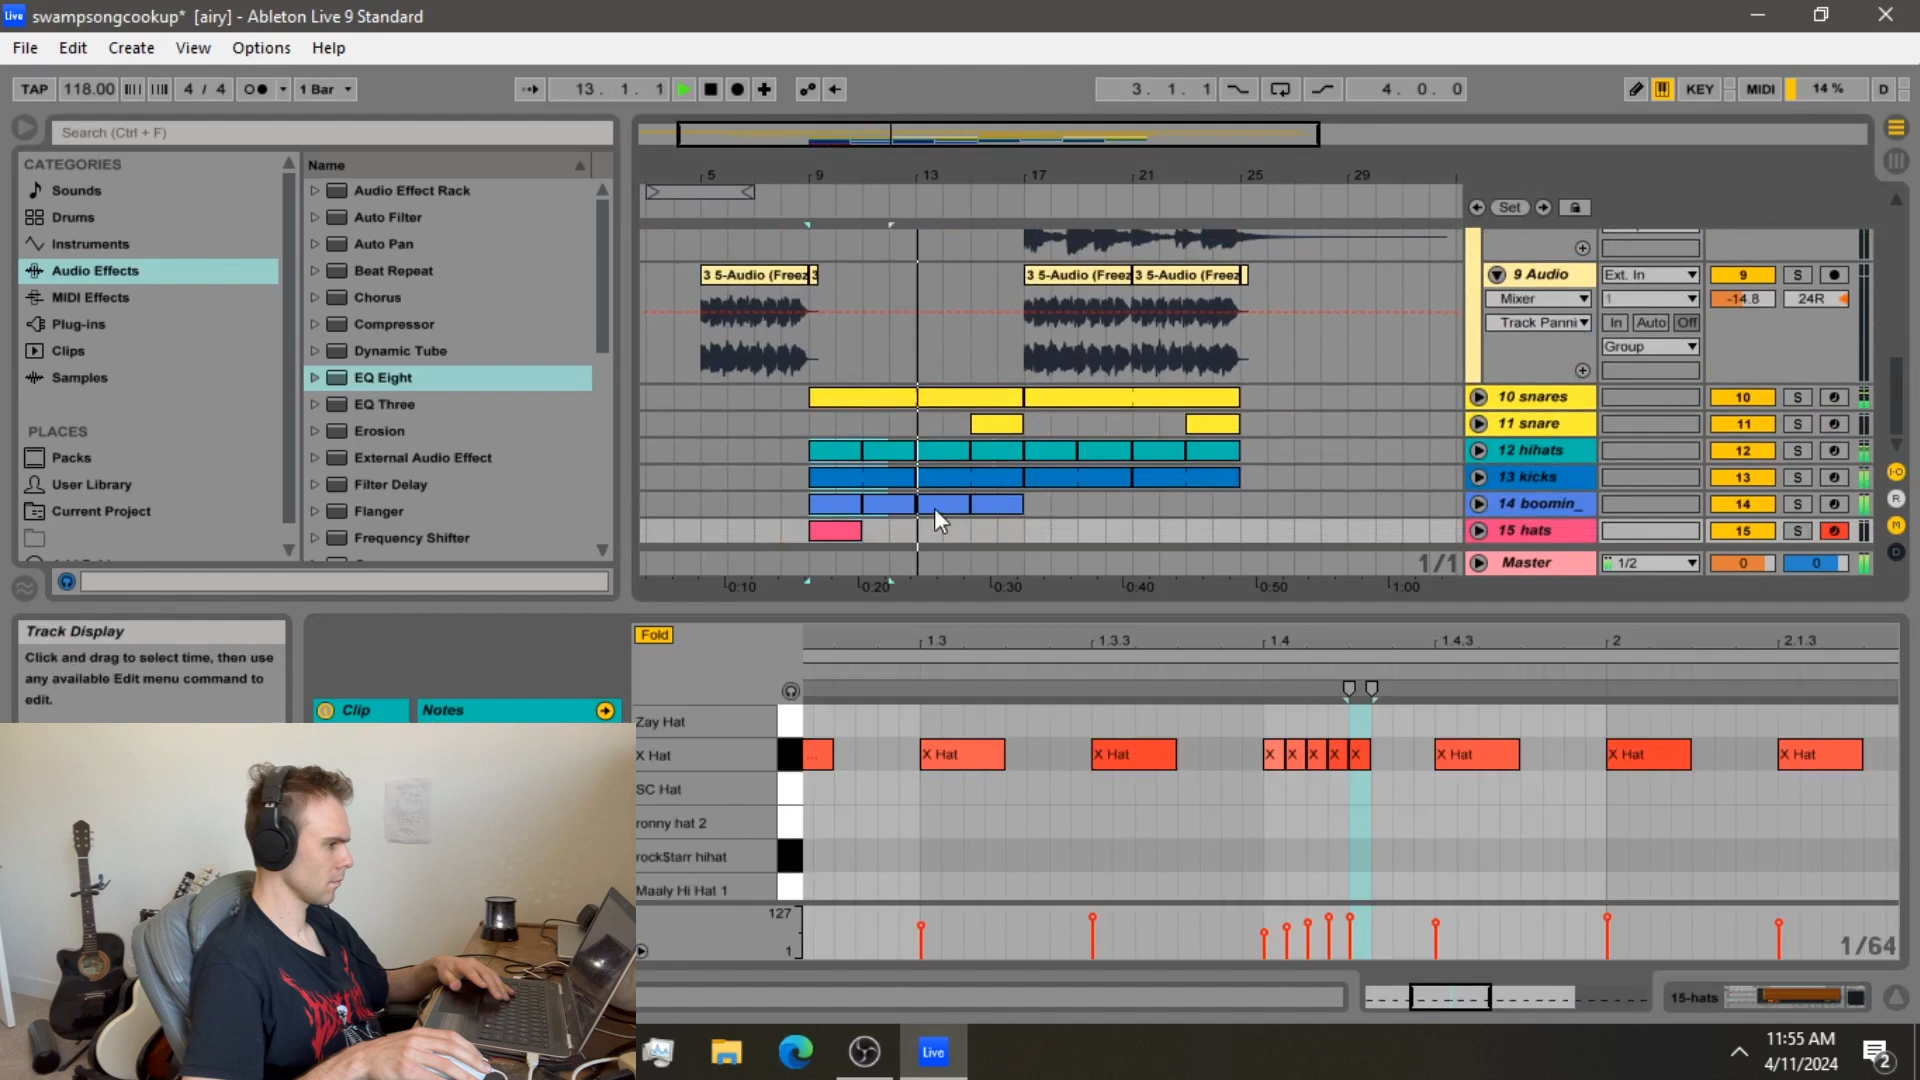 Live swampsongcookup* [airy] - Ableton Live 9 Standard
File Edit Create View Options Help
TAP 118.00 4 / 4 1 Bar 13. 1. 1 3. 1. 1 4. 0. 0 KEY MIDI 14 % D
Search (Ctrl + F)
CATEGORIES
Sounds
Drums
Instruments
Audio Effects
MIDI Effects
Plug-ins
Clips
Samples
PLACES
Packs
User Library
Current Project
Name
Audio Effect Rack
Auto Filter
Auto Pan
Beat Repeat
Chorus
Compressor
Dynamic Tube
EQ Eight
EQ Three
Erosion
External Audio Effect
Filter Delay
Flanger
Frequency Shifter
5 9 13 17 21 25 29
Set
3 5-Audio (Freez 3 3 5-Audio (Freez 3 5-Audio (Freez
9 Audio Ext. In 9 S
Mixer 1 -14.8 24R
Track Panni In Auto Off
Group
10 snares 10 S
11 snare 11 S
12 hihats 12 S
13 kicks 13 S
14 boomin_ 14 S
15 hats 15 S
1/1 Master 1/2 0 0
0:10 0:20 0:30 0:40 0:50 1:00
I-O
R
M
D
Track Display
Click and drag to select time, then use
any available Edit menu command to
edit.
Clip Notes
Fold 1.3 1.3.3 1.4 1.4.3 2 2.1.3
Zay Hat
X Hat ... X Hat X Hat X X X X X X Hat X Hat X Hat
SC Hat
ronny hat 2
rock$tarr hihat
Maaly Hi Hat 1
127
1 1/64
15-hats
Live
11:55 AM
4/11/2024
2